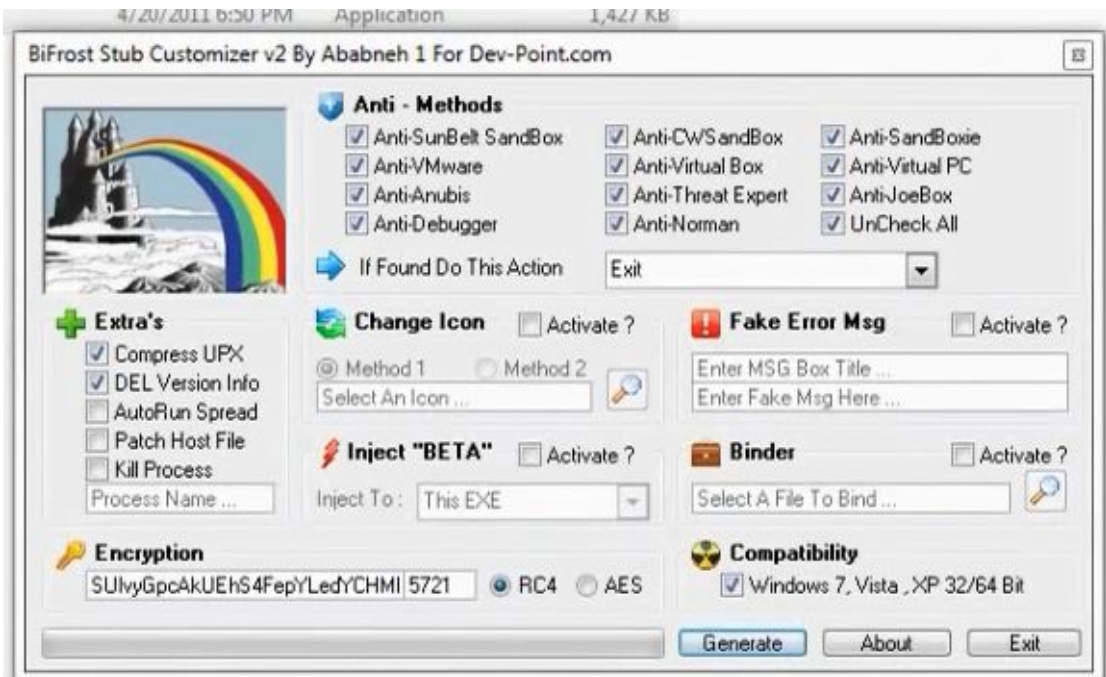 4/20/2011 6:50 PM Application 1,427 KB
BiFrost Stub Customizer v2 By Ababneh 1 For Dev-Point.com
Anti - Methods
Anti-SunBelt SandBox Anti-CWSandBox Anti-SandBoxie
Anti-VMware Anti-Virtual Box Anti-Virtual PC
Anti-Anubis Anti-Threat Expert Anti-JoeBox
Anti-Debugger Anti-Norman UnCheck All
If Found Do This Action Exit
Extra's
Compress UPX
DEL Version Info
AutoRun Spread
Patch Host File
Kill Process
Process Name ...
Change Icon Activate ?
Method 1 Method 2
Select An Icon ...
Fake Error Msg Activate ?
Enter MSG Box Title ...
Enter Fake Msg Here ...
Inject "BETA" Activate ?
Inject To : This EXE
Binder Activate ?
Select A File To Bind ...
Encryption
SUIvyGpcAkUEhS4FepYLedYCHMI 5721 RC4 AES
Compatibility
Windows 7, Vista , XP 32/64 Bit
Generate About Exit